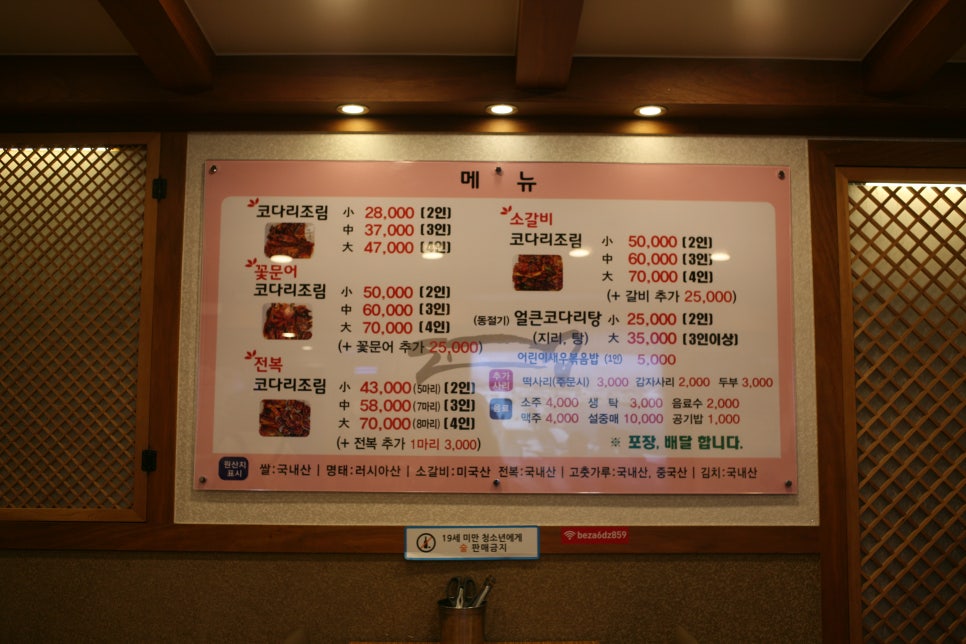 메 뉴
코다리조림 小 28,000 (2인)
中 37,000 (3인)
大 47,000 (4인)
꽃문어
코다리조림 小 50,000 (2인)
中 60,000 (3인)
大 70,000 (4인)
(+ 꽃문어 추가 25,000)
전복
코다리조림 小 43,000 (5마리) (2인)
中 58,000 (7마리) (3인)
大 70,000 (8마리) (4인)
(+ 전복 추가 1마리 3,000)
소갈비
코다리조림 小 50,000 (2인)
中 60,000 (3인)
大 70,000 (4인)
(+ 갈비 추가 25,000)
(동절기) 얼큰코다리탕 小 25,000 (2인)
(지리, 탕) 大 35,000 (3인이상)
어린이새우볶음밥 (1인) 5,000
추가사리 떡사리(주문시) 3,000 감자사리 2,000 두부 3,000
음료 소주 4,000 생 탁 3,000 음료수 2,000
맥주 4,000 설중매 10,000 공기밥 1,000
※ 포장, 배달 합니다.
원산지
표시
쌀:국내산 | 명태:러시아산 | 소갈비:미국산 전복:국내산 | 고춧가루:국내산, 중국산 | 김치:국내산
19세 미만 청소년에게
술 판매금지
beza6dz859